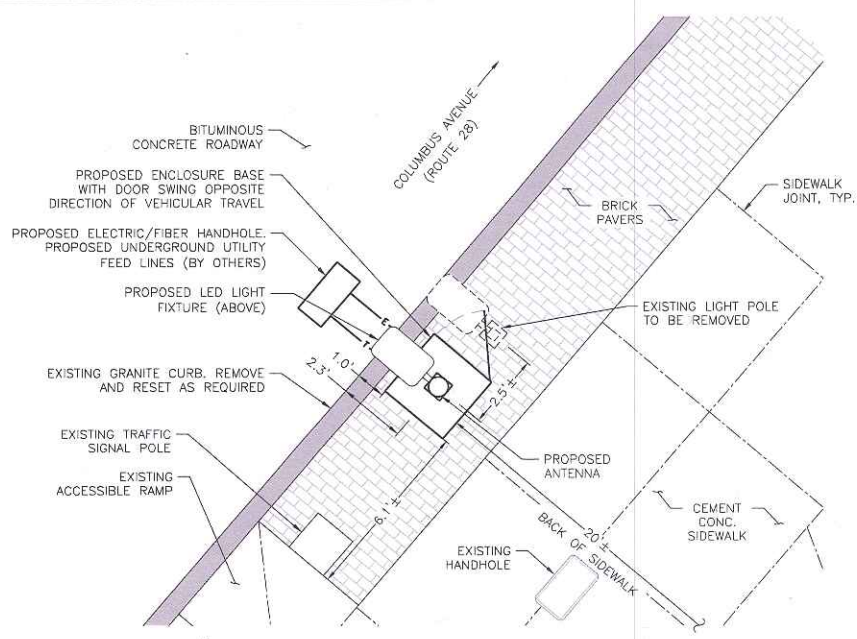 BITUMINOUS
CONCRETE ROADWAY
COLUMBUS AVENUE
(ROUTE 28)
PROPOSED ENCLOSURE BASE
WITH DOOR SWING OPPOSITE
DIRECTION OF VEHICULAR TRAVEL
PROPOSED ELECTRIC/FIBER HANDHOLE.
PROPOSED UNDERGROUND UTILITY
FEED LINES (BY OTHERS)
PROPOSED LED LIGHT
FIXTURE (ABOVE)
EXISTING GRANITE CURB. REMOVE
AND RESET AS REQUIRED
EXISTING TRAFFIC
SIGNAL POLE
EXISTING
ACCESSIBLE RAMP
BRICK
PAVERS
SIDEWALK
JOINT, TYP.
EXISTING LIGHT POLE
TO BE REMOVED
E
T
1.0'
2.3'
2.5'±
6.1'±
PROPOSED
ANTENNA
20'±
BACK OF SIDEWALK
CEMENT
CONC.
SIDEWALK
EXISTING
HANDHOLE